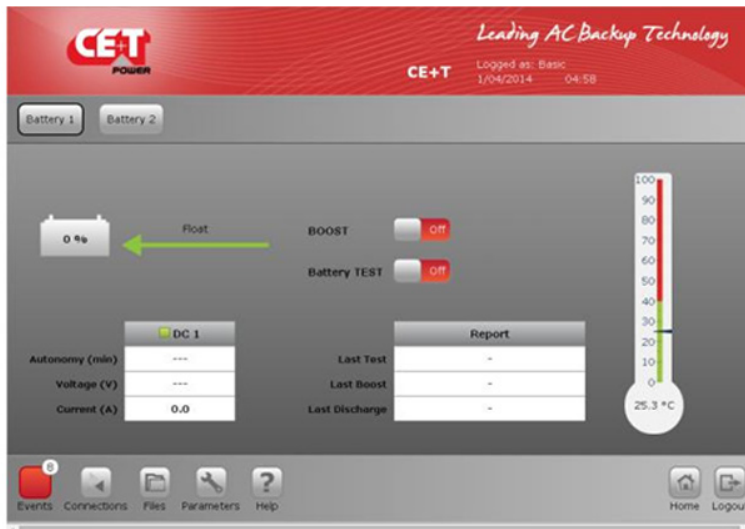 CE+T
POWER
Leading AC Backup Technology
CE+T
Logged as: Basic
1/04/2014 04:58
Battery 1
Battery 2
0 %
Float
BOOST
Off
Battery TEST
Off
100
90
80
70
60
50
40
30
20
10
0
25.3 °C
DC 1
Autonomy (min) ---
Voltage (V) ---
Current (A) 0.0
Report
Last Test -
Last Boost -
Last Discharge -
8
Events
Connections
Files
Parameters
?
Help
Home
Logou